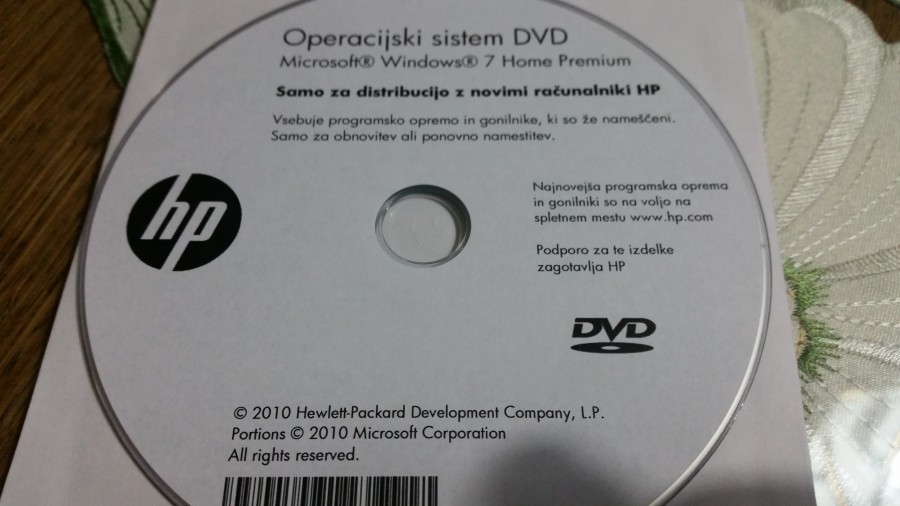 Operacijski sistem DVD
Microsoft® Windows® 7 Home Premium
Samo za distribucijo z novimi računalniki HP
Vsebuje programsko opremo in gonilnike, ki so že nameščeni.
Samo za obnovitev ali ponovno namestitev.
hp
Najnovejša programska oprema
in gonilniki so na voljo na
spletnem mestu www.hp.com
Podporo za te izdelke
zagotavlja HP
DVD
© 2010 Hewlett-Packard Development Company, L.P.
Portions © 2010 Microsoft Corporation
All rights reserved.